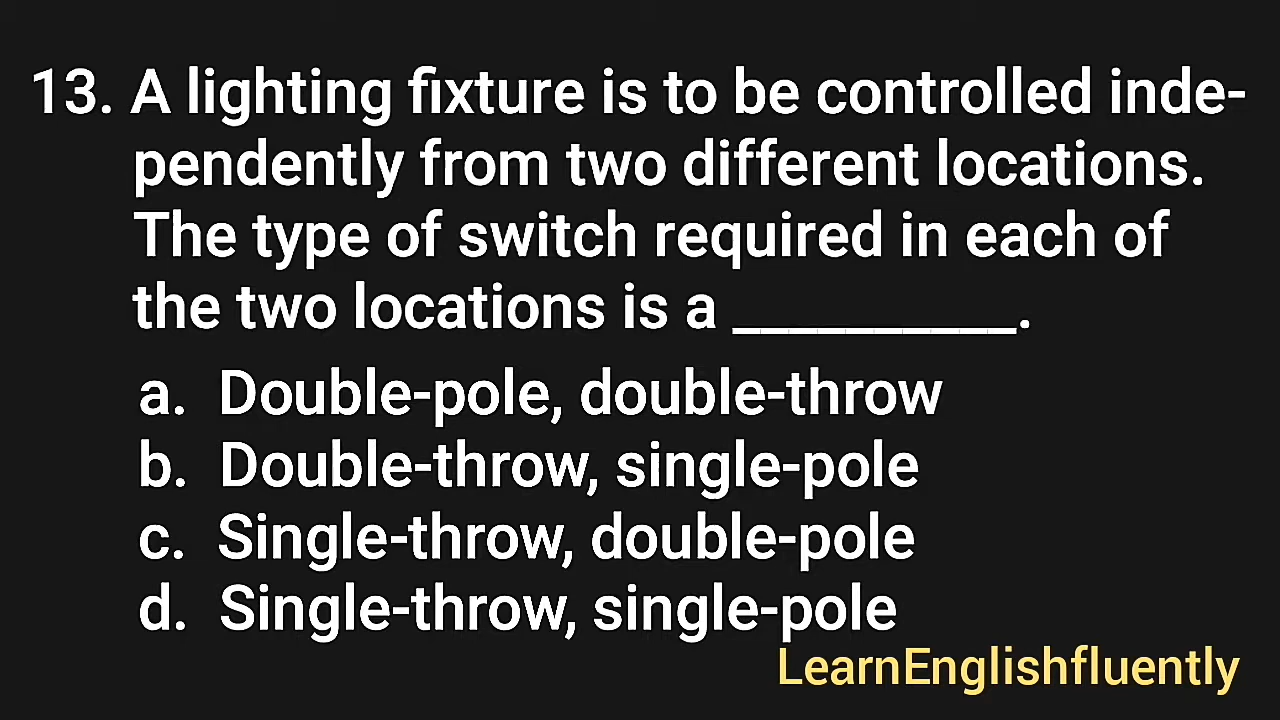 13. A lighting fixture is to be controlled inde-
pendently from two different locations.
The type of switch required in each of
the two locations is a __________.
a. Double-pole, double-throw
b. Double-throw, single-pole
c. Single-throw, double-pole
d. Single-throw, single-pole
LearnEnglishfluently